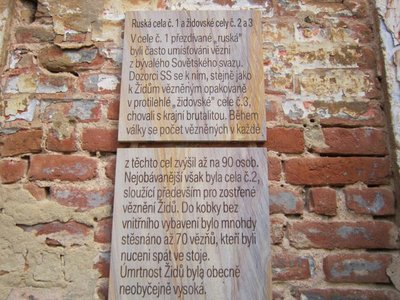 Ruská cela č. 1 a židovské cely č. 2 a 3
V cele č. 1 přezdívané „ruská"
byli často umisťováni vězni
z bývalého Sovětského svazu.
Dozorci SS se k nim, stejně jako
k Židům vězněným opakovaně
v protilehlé „židovské" cele č.3,
chovali s krajní brutalitou. Během
války se počet vězněných v každé
z těchto cel zvýšil až na 90 osob.
Nejobávanější však byla cela č.2,
sloužící především pro zostřené
věznění Židů. Do kobky bez
vnitřního vybavení bylo mnohdy
stěsnáno až 70 vězňů, kteří byli
nuceni spát ve stoje.
Úmrtnost Židů byla obecně
neobyčejně vysoká.